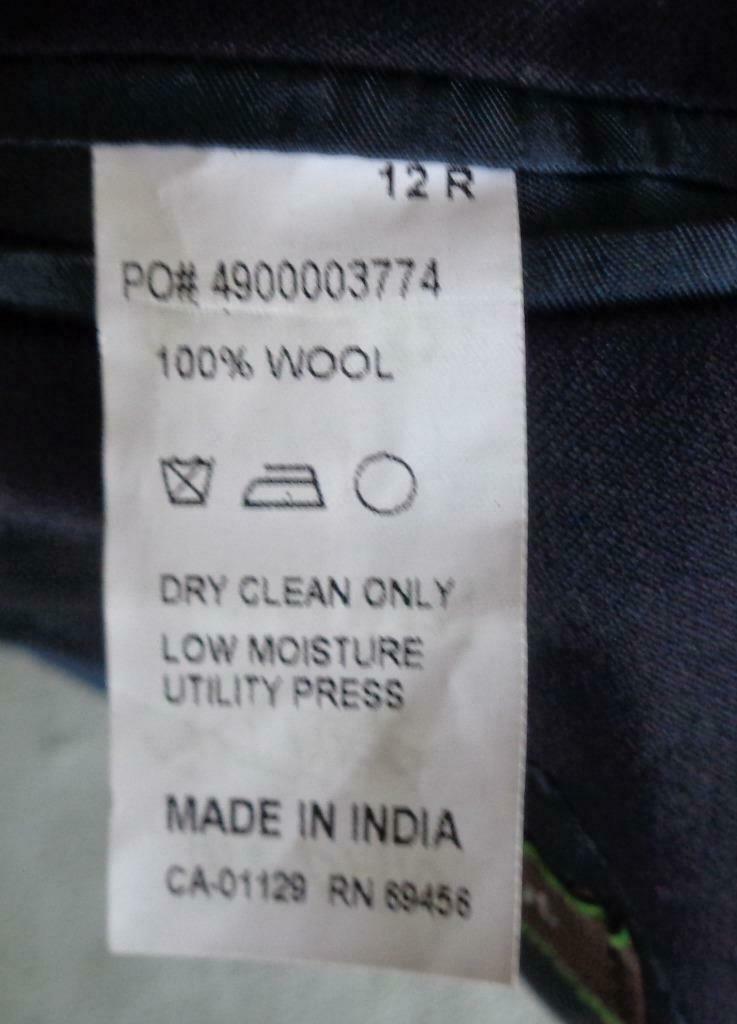 12 R
PO# 4900003774
100% WOOL
DRY CLEAN ONLY
LOW MOISTURE
UTILITY PRESS
MADE IN INDIA
CA-01129 RN 69456